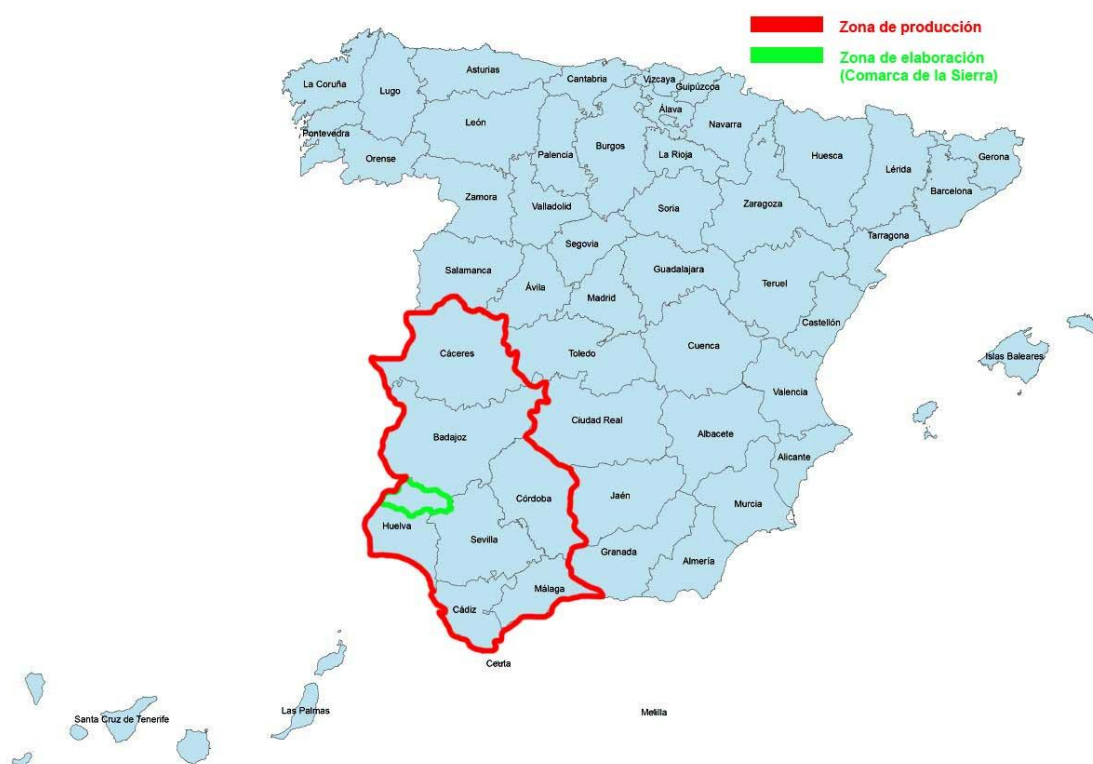 Zona de producción
Zona de elaboración
(Comarca de la Sierra)
La Coruña
Lugo
Asturias
Cantabria
Vizcaya
Guipúzcoa
Álava
Navarra
Pontevedra
Orense
León
Palencia
Burgos
La Rioja
Huesca
Lérida
Gerona
Barcelona
Zamora
Valladolid
Soria
Zaragoza
Tarragona
Segovia
Salamanca
Ávila
Madrid
Guadalajara
Teruel
Castellón
Cáceres
Toledo
Cuenca
Islas Baleares
Valencia
Badajoz
Ciudad Real
Albacete
Alicante
Huelva
Sevilla
Córdoba
Jaén
Murcia
Granada
Almería
Málaga
Cádiz
Ceuta
Melilla
Las Palmas
Santa Cruz de Tenerife